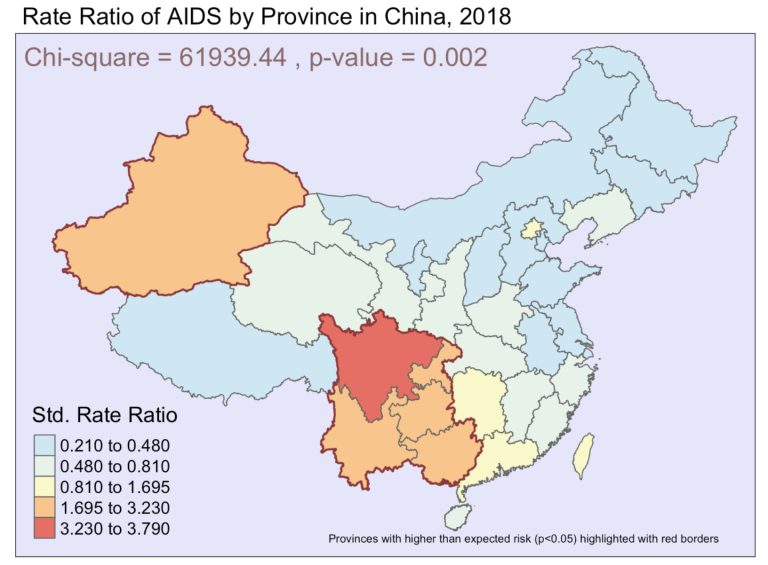 Rate Ratio of AIDS by Province in China, 2018
Chi-square = 61939.44 , p-value = 0.002
Std. Rate Ratio
0.210 to 0.480
0.480 to 0.810
0.810 to 1.695
1.695 to 3.230
3.230 to 3.790
Provinces with higher than expected risk (p<0.05) highlighted with red borders